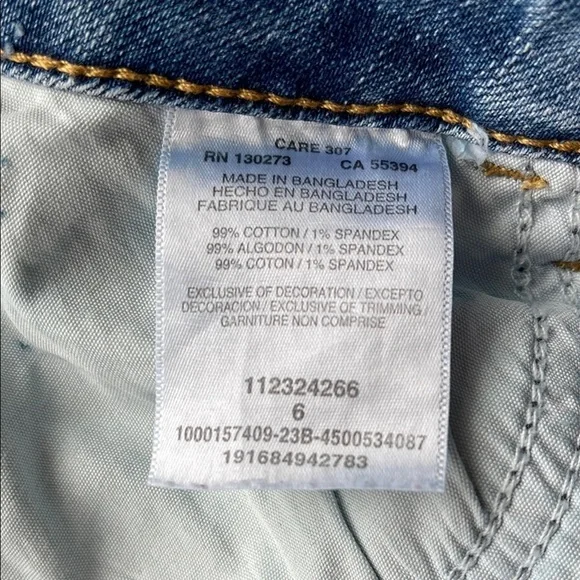 CARE 307
RN 130273 CA 55394
MADE IN BANGLADESH
HECHO EN BANGLADESH
FABRIQUE AU BANGLADESH
99% COTTON / 1% SPANDEX
99% ALGODON / 1% SPANDEX
99% COTON / 1% SPANDEX
EXCLUSIVE OF DECORATION / EXCEPTO
DECORACION / EXCLUSIVE OF TRIMMING /
GARNITURE NON COMPRISE
112324266
6
1000157409-23B-4500534087
191684942783